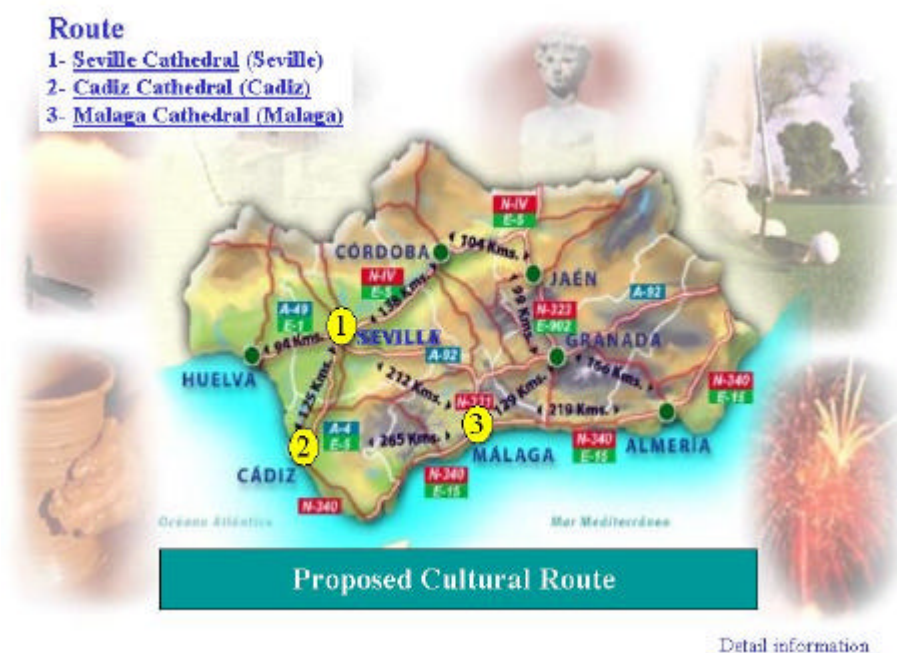 Route
1- Seville Cathedral (Seville)
2- Cadiz Cathedral (Cadiz)
3- Malaga Cathedral (Malaga)
N-IV
E-5
CÓRDOBA
104 Kms.
JAÉN
N-IV
E-5
138 Kms.
99 Kms.
A-92
A-49
E-1
N-323
E-902
1
SEVILLA
94 Kms.
A-92
GRANADA
HUELVA
125 Kms.
212 Kms.
166 Kms.
129 Kms.
N-340
E-15
219 Kms.
2
A-4
E-5
265 Kms.
3
MÁLAGA
N-340
E-15
ALMERÍA
CÁDIZ
N-340
E-15
N-340
Océano Atlántico
Mar Mediterráneo
Proposed Cultural Route
Detail information